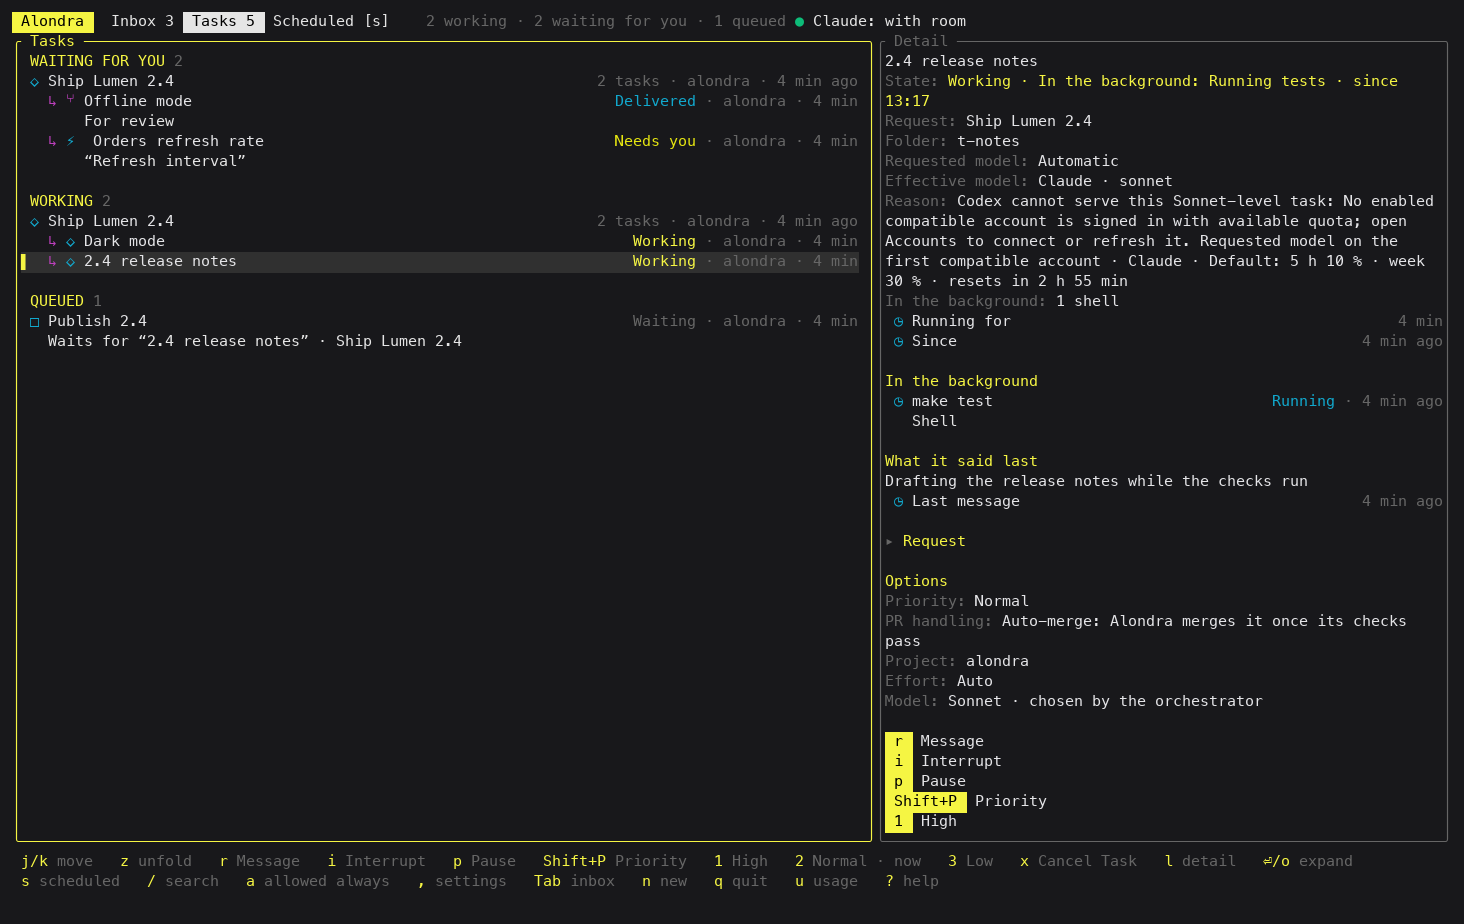 Alondra Inbox 3 Tasks 5 Scheduled [s] 2 working · 2 waiting for you · 1 queued ● Claude: with room
Tasks
WAITING FOR YOU 2
◇ Ship Lumen 2.4 2 tasks · alondra · 4 min ago
↳ ⑂ Offline mode Delivered · alondra · 4 min
For review
↳ ⚡ Orders refresh rate Needs you · alondra · 4 min
“Refresh interval”
WORKING 2
◇ Ship Lumen 2.4 2 tasks · alondra · 4 min ago
↳ ◇ Dark mode Working · alondra · 4 min
↳ ◇ 2.4 release notes Working · alondra · 4 min
QUEUED 1
□ Publish 2.4 Waiting · alondra · 4 min
Waits for “2.4 release notes” · Ship Lumen 2.4
Detail
2.4 release notes
State: Working · In the background: Running tests · since
13:17
Request: Ship Lumen 2.4
Folder: t-notes
Requested model: Automatic
Effective model: Claude · sonnet
Reason: Codex cannot serve this Sonnet-level task: No enabled
compatible account is signed in with available quota; open
Accounts to connect or refresh it. Requested model on the
first compatible account · Claude · Default: 5 h 10 % · week
30 % · resets in 2 h 55 min
In the background: 1 shell
◷ Running for 4 min
◷ Since 4 min ago
In the background
◷ make test Running · 4 min ago
Shell
What it said last
Drafting the release notes while the checks run
◷ Last message 4 min ago
▸ Request
Options
Priority: Normal
PR handling: Auto-merge: Alondra merges it once its checks
pass
Project: alondra
Effort: Auto
Model: Sonnet · chosen by the orchestrator
r Message
i Interrupt
p Pause
Shift+P Priority
1 High
j/k move z unfold r Message i Interrupt p Pause Shift+P Priority 1 High 2 Normal · now 3 Low x Cancel Task l detail ⏎/o expand
s scheduled / search a allowed always , settings Tab inbox n new q quit u usage ? help